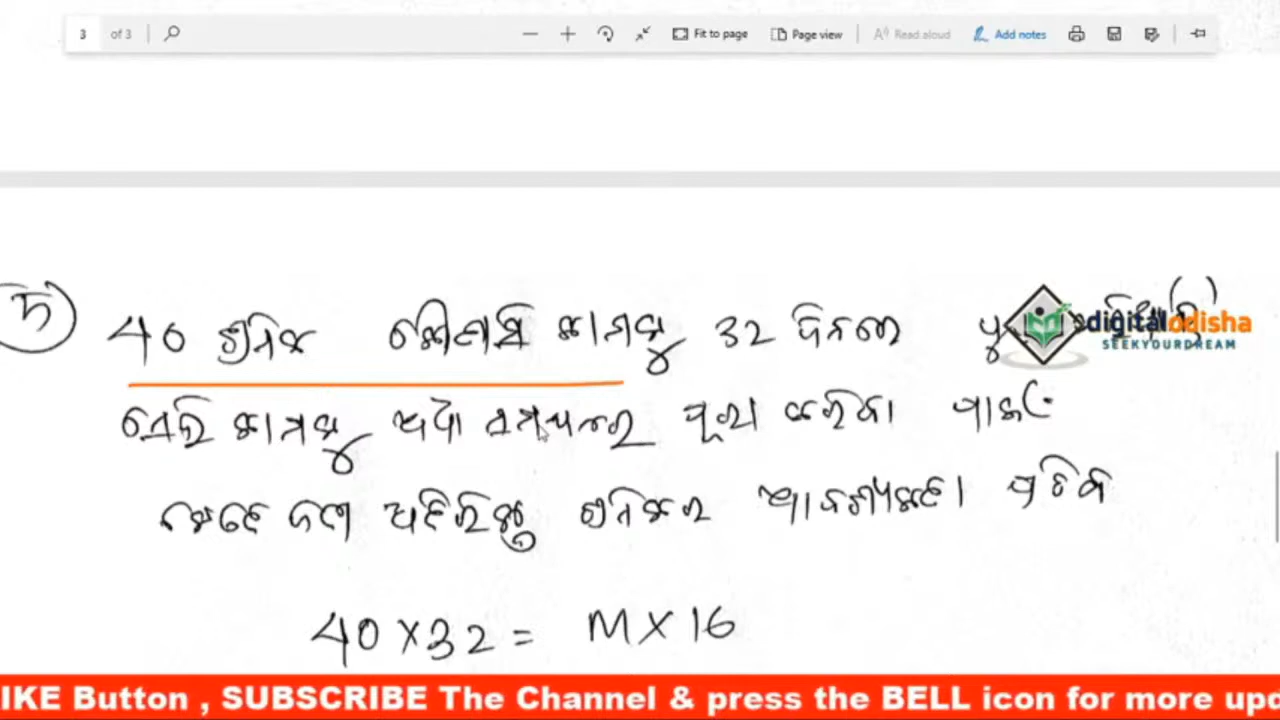 3 of 3 Fit to page Page view Read aloud Add notes
40 ଶ୍ରମିକ କୌଣସି କାମକୁ 32 ଦିନରେ
digitalodisha
SEEKYOURDREAM
ସେହି କାମକୁ ଅଧା ସମୟରେ ପୂରା କରିବା ପାଇଁ
କେତେ ଜଣ ଅତିରିକ୍ତ ଶ୍ରମିକର ଆବଶ୍ୟକତା
40 × 32 = M × 16
IKE Button , SUBSCRIBE The Channel & press the BELL icon for more upd